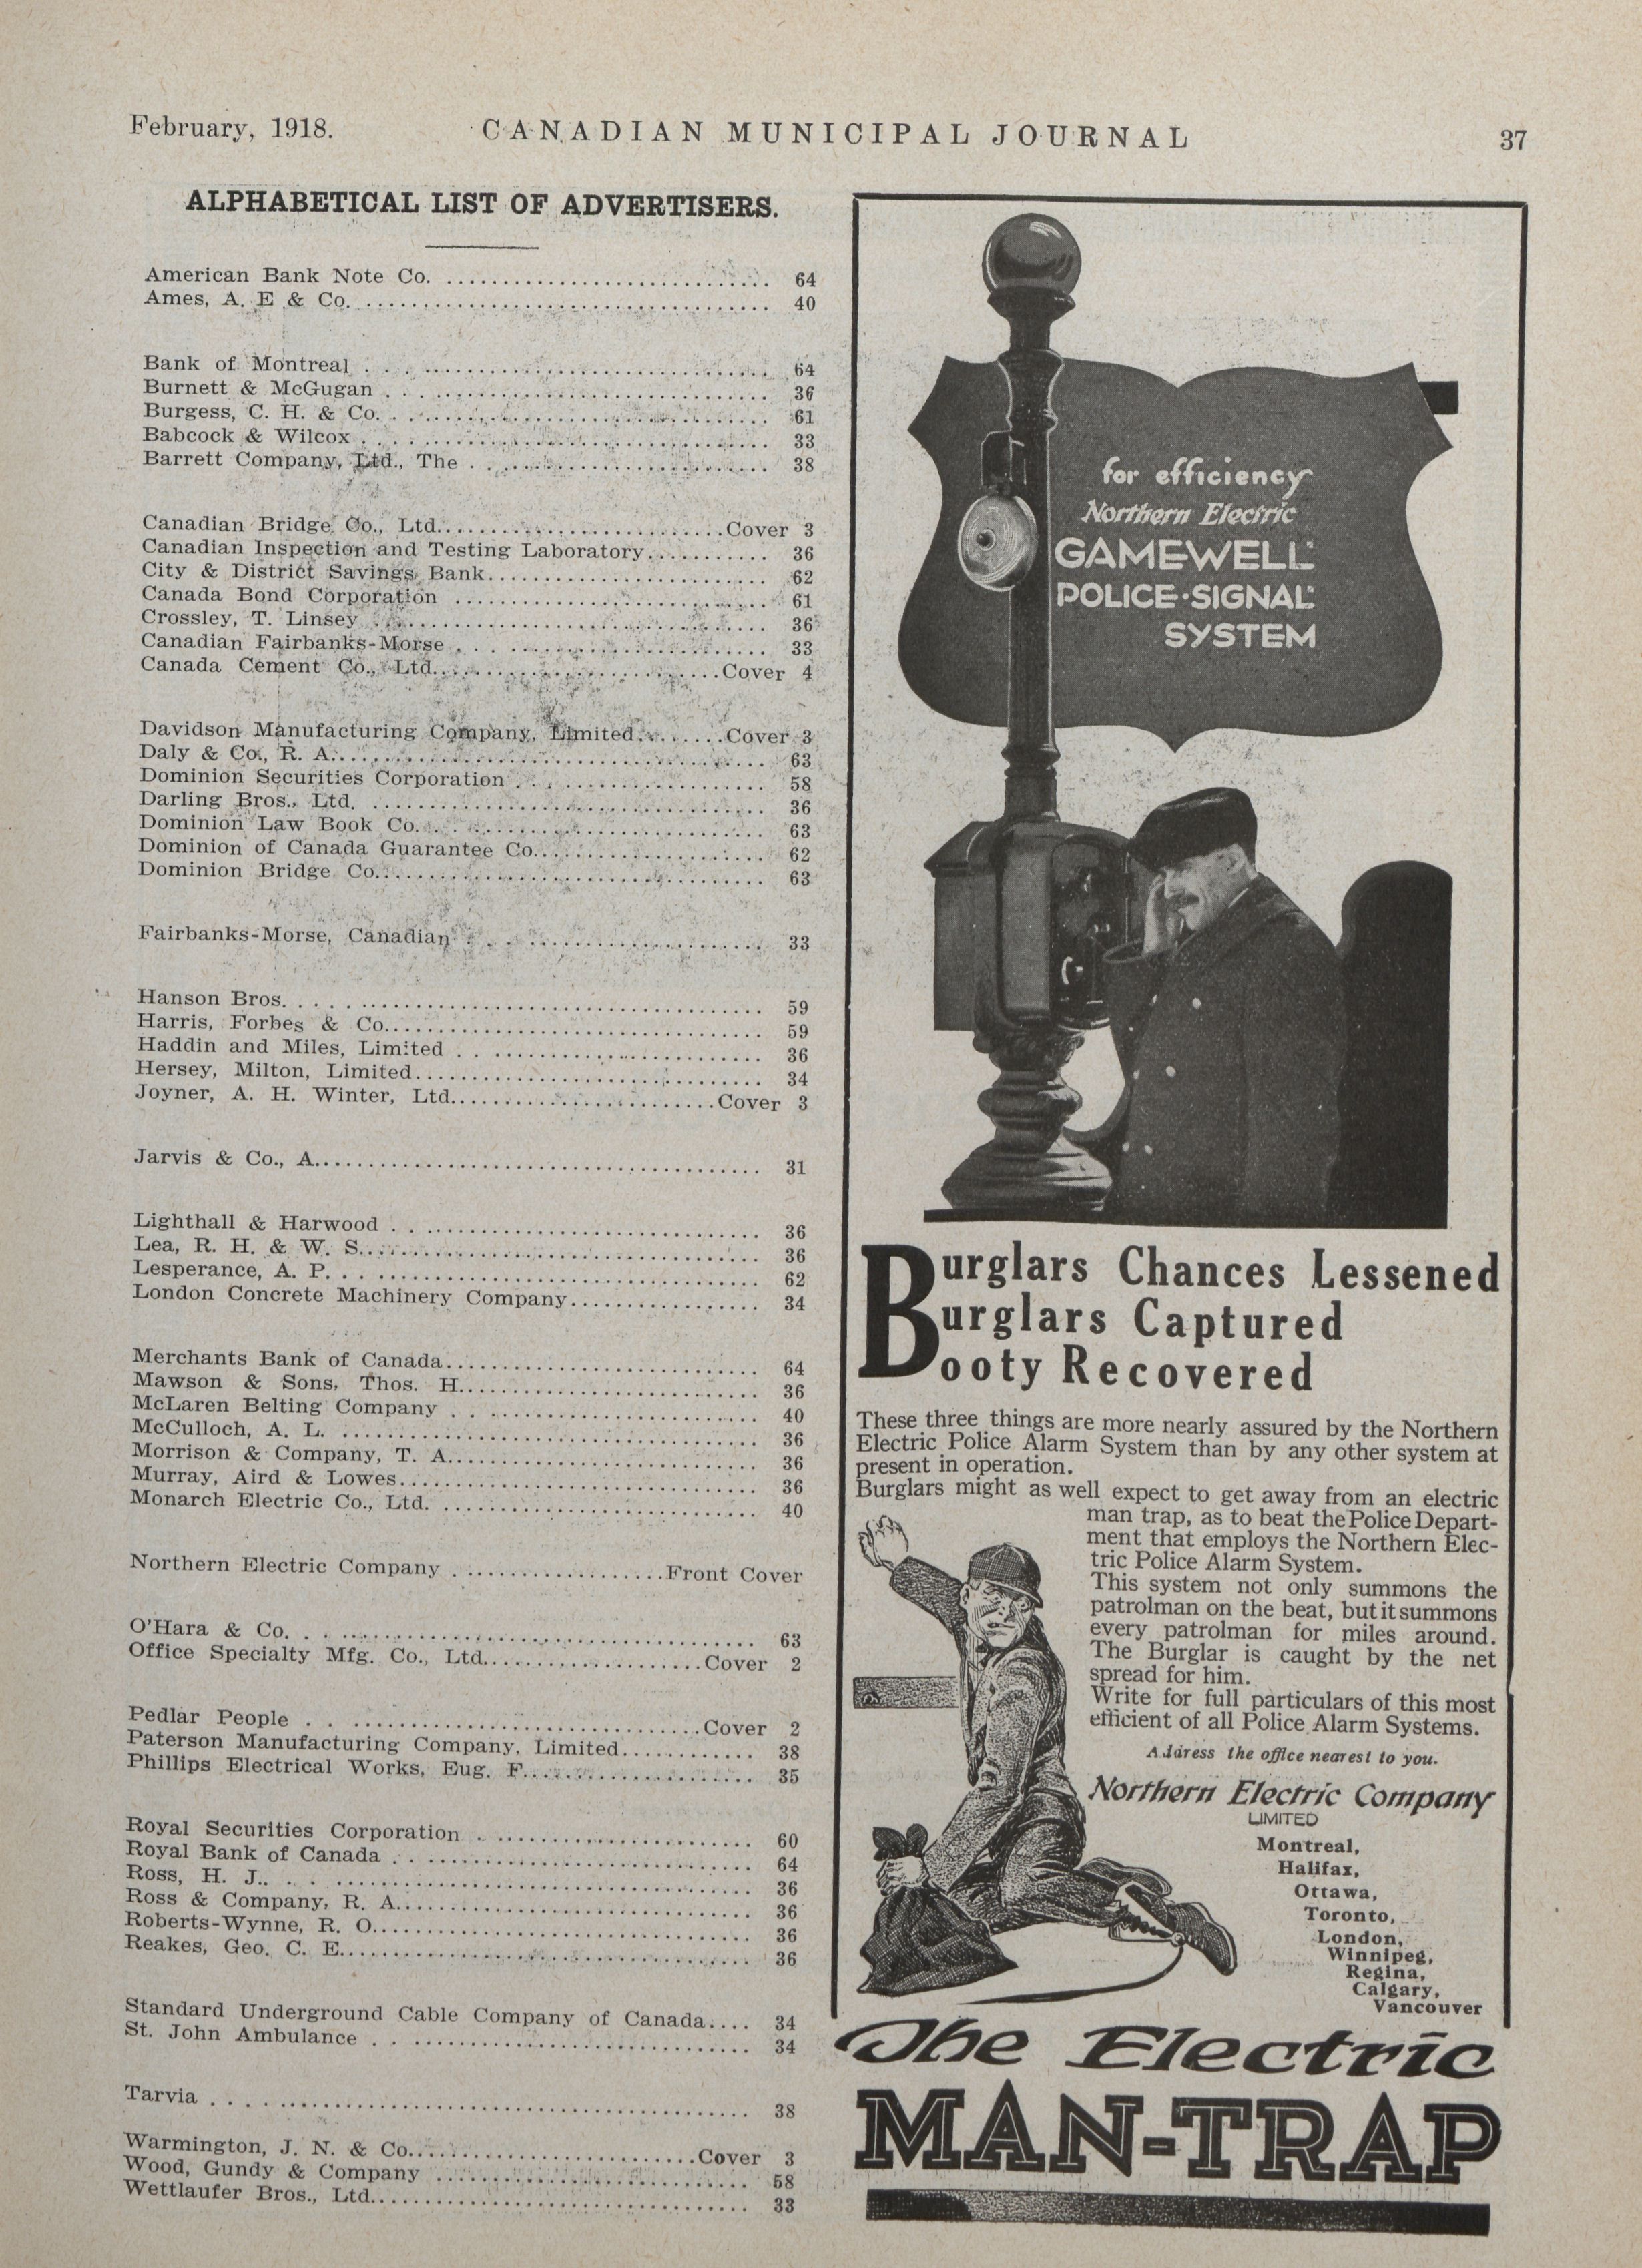 February, 1918.
CANADIAN MUNICIPAL JOURNAL
37
ALPHABETICAL LIST OF ADVERTISERS.
American Bank Note Co. ............................. 64
Ames, A. E & Co. .................................... 40
Bank of Montreal . . . ............................... 64
Burnett & McGugan . . . .............................. 36
Burgess, C. H. & Co. . . .............................. 61
Babcock & Wilcox . . . . .............................. 33
Barrett Company, Ltd., The . . ........................ 38
Canadian Bridge Co., Ltd..........................Cover 3
Canadian Inspection and Testing Laboratory........... 36
City & District Savings Bank......................... 62
Canada Bond Corporation ............................ 61
Crossley, T. Linsey . ................................. 36
Canadian Fairbanks-Morse . . . ....................... 33
Canada Cement Co., Ltd..........................Cover 4
Davidson Manufacturing Company, Limited........Cover 3
Daly & Co., R. A...................................... 63
Dominion Securities Corporation . . . .................. 58
Darling Bros., Ltd. ................................... 36
Dominion Law Book Co. . . .......................... 63
Dominion of Canada Guarantee Co.................... 62
Dominion Bridge Co.................................. 63
Fairbanks-Morse, Canadian . . . ..................... 33
Hanson Bros. . . . . .................................. 59
Harris, Forbes & Co.................................. 59
Haddin and Miles, Limited . . ........................ 36
Hersey, Milton, Limited............................... 34
Joyner, A. H. Winter, Ltd.......................Cover 3
Jarvis & Co., A....................................... 31
Lighthall & Harwood . . .............................. 36
Lea, R. H. & W. S.................................... 36
Lesperance, A. P. . . ................................. 62
London Concrete Machinery Company................. 34
Merchants Bank of Canada............................ 64
Mawson & Sons, Thos. H........................... 36
McLaren Belting Company . . ........................ 40
McCulloch, A. L. .................................... 36
Morrison & Company, T. A........................... 36
Murray, Aird & Lowes................................ 36
Monarch Electric Co., Ltd. ........................... 40
Northern Electric Company . ..................Front Cover
O'Hara & Co. . . . .................................... 63
Office Specialty Mfg. Co., Ltd....................Cover 2
Pedlar People . . . ..............................Cover 2
Paterson Manufacturing Company, Limited............ 38
Phillips Electrical Works, Eug. F..................... 35
Royal Securities Corporation . ....................... 60
Royal Bank of Canada . . ............................ 64
Ross, H. J.. . . ...................................... 36
Ross & Company, R. A............................... 36
Roberts-Wynne, R. O................................. 36
Reakes, Geo. C. E.................................... 36
Standard Underground Cable Company of Canada.... 34
St. John Ambulance . . .............................. 34
Tarvia . . . . ......................................... 38
Warmington, J. N. & Co.........................Cover 3
Wood, Gundy & Company ........................... 58
Wettlaufer Bros., Ltd................................. 33
for efficiency
Northern Electric
GAMEWELL
POLICE·SIGNAL
SYSTEM
Burglars Chances Lessened
Burglars Captured
Booty Recovered
These three things are more nearly assured by the Northern
Electric Police Alarm System than by any other system at
present in operation.
Burglars might as well expect to get away from an electric
man trap, as to beat the Police Depart-
ment that employs the Northern Elec-
tric Police Alarm System.
This system not only summons the
patrolman on the beat, but it summons
every patrolman for miles around.
The Burglar is caught by the net
spread for him.
Write for full particulars of this most
efficient of all Police Alarm Systems.
Address the office nearest to you.
Northern Electric Company
LIMITED
Montreal,
Halifax,
Ottawa,
Toronto,
London,
Winnipeg,
Regina,
Calgary,
Vancouver
The Electric
MAN-TRAP